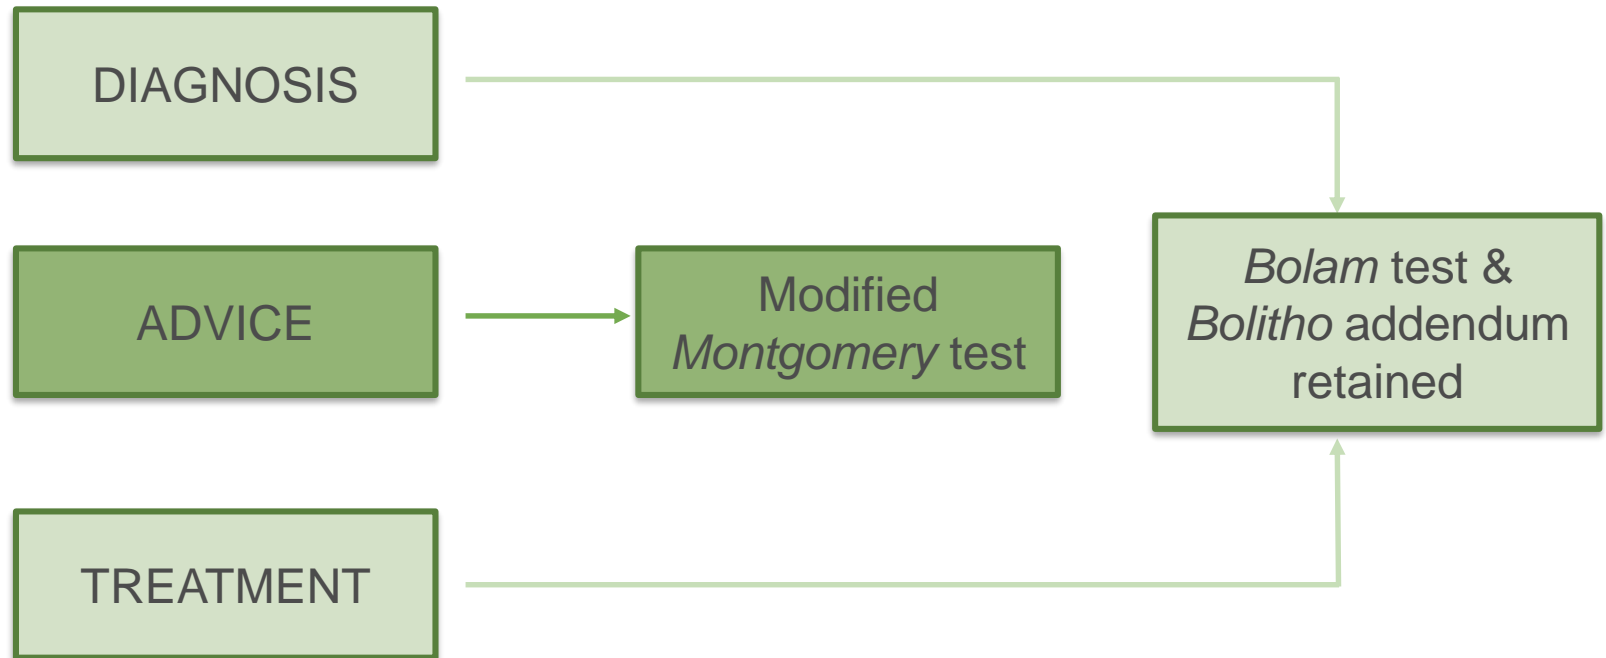 DIAGNOSIS
ADVICE
Modified
Montgomery test
Bolam test &
Bolitho addendum
retained
TREATMENT